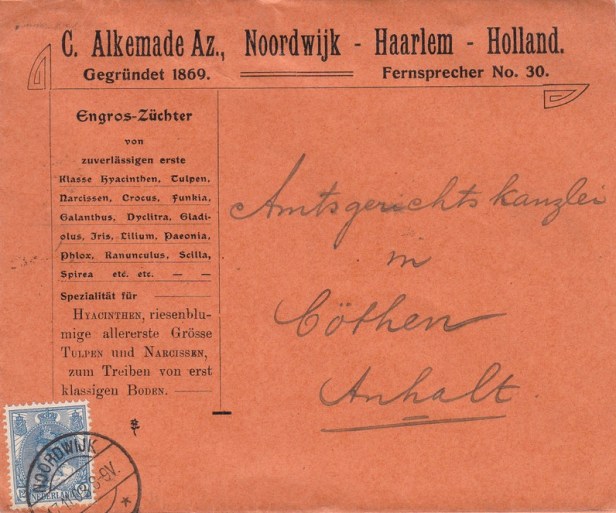 C. Alkemade Az., Noordwijk - Haarlem - Holland.
Gegründet 1869. Fernsprecher No. 30.
Engros-Züchter
von
zuverlässigen erste
Klasse Hyacinthen, Tulpen,
Narcissen, Crocus, Funkia,
Galanthus, Dyclitra, Gladi-
olus, Iris, Lilium, Paeonia,
Phlox, Ranunculus, Scilla,
Spirea etc. etc. — —
Spezialität für
Hyacinthen, riesenblu-
mige allererste Grösse
Tulpen und Narcissen,
zum Treiben von erst
klassigen Boden.
Amtsgerichtskanzlei
in
Cöthen
Anhalt
NOORDWIJK
NEDERLAND